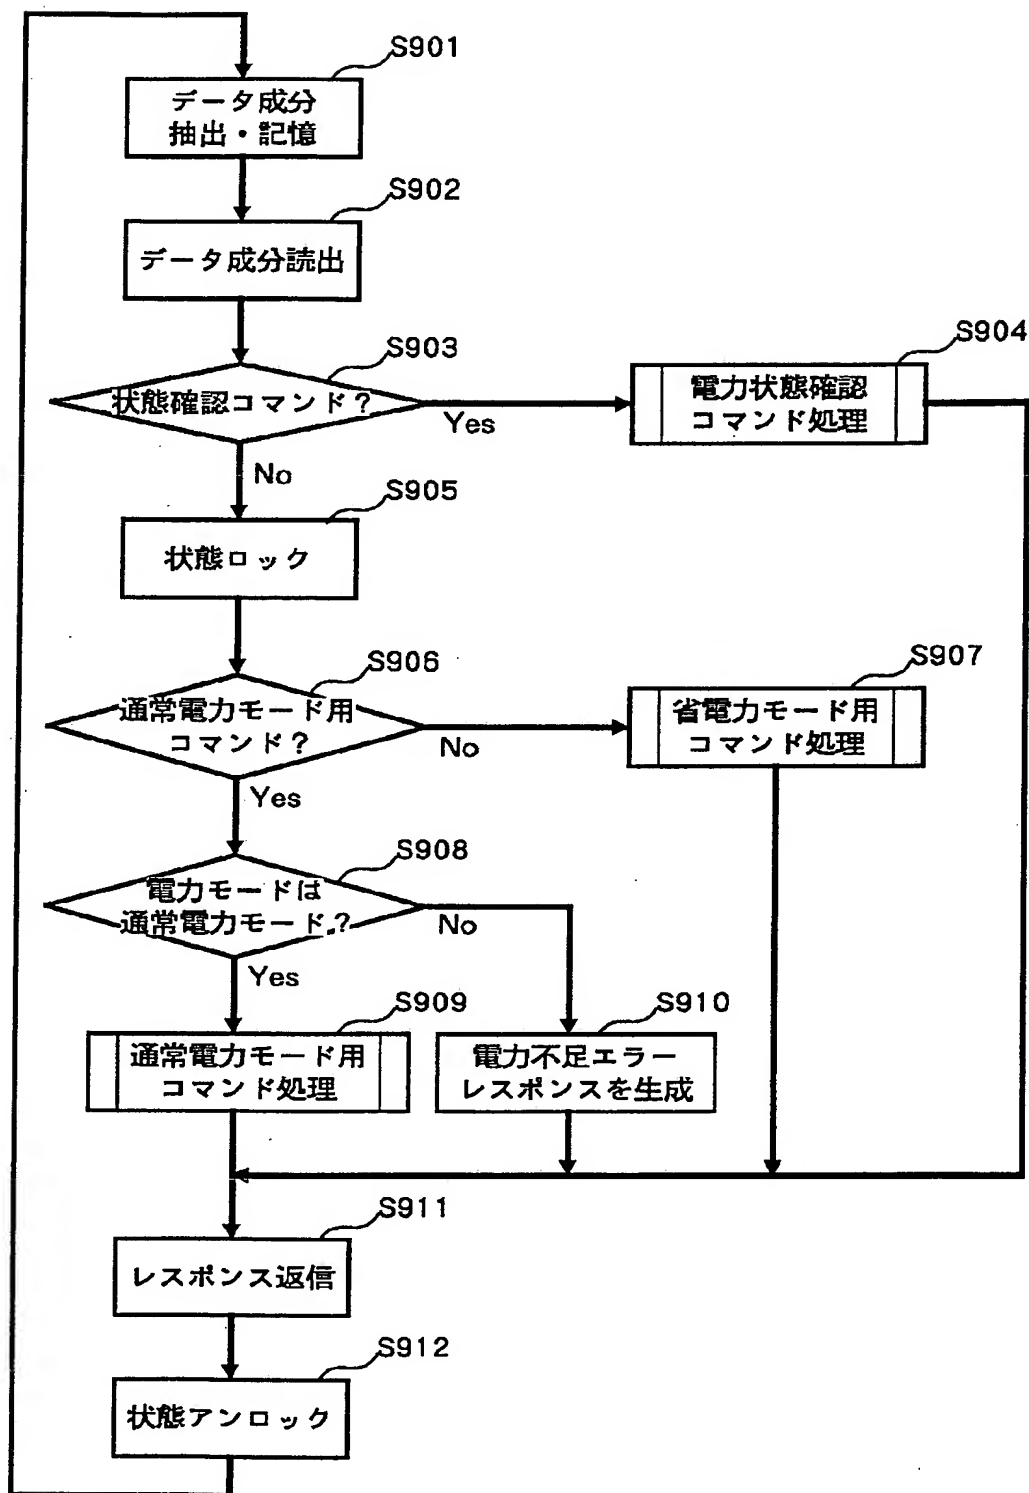 S901
データ成分
抽出・記憶
S902
データ成分読出
S903
状態確認コマンド？
Yes
No
S904
電力状態確認
コマンド処理
S905
状態ロック
S906
通常電力モード用
コマンド？
No
Yes
S907
省電力モード用
コマンド処理
S908
電力モードは
通常電力モード？
No
Yes
S909
通常電力モード用
コマンド処理
S910
電力不足エラー
レスポンスを生成
S911
レスポンス返信
S912
状態アンロック